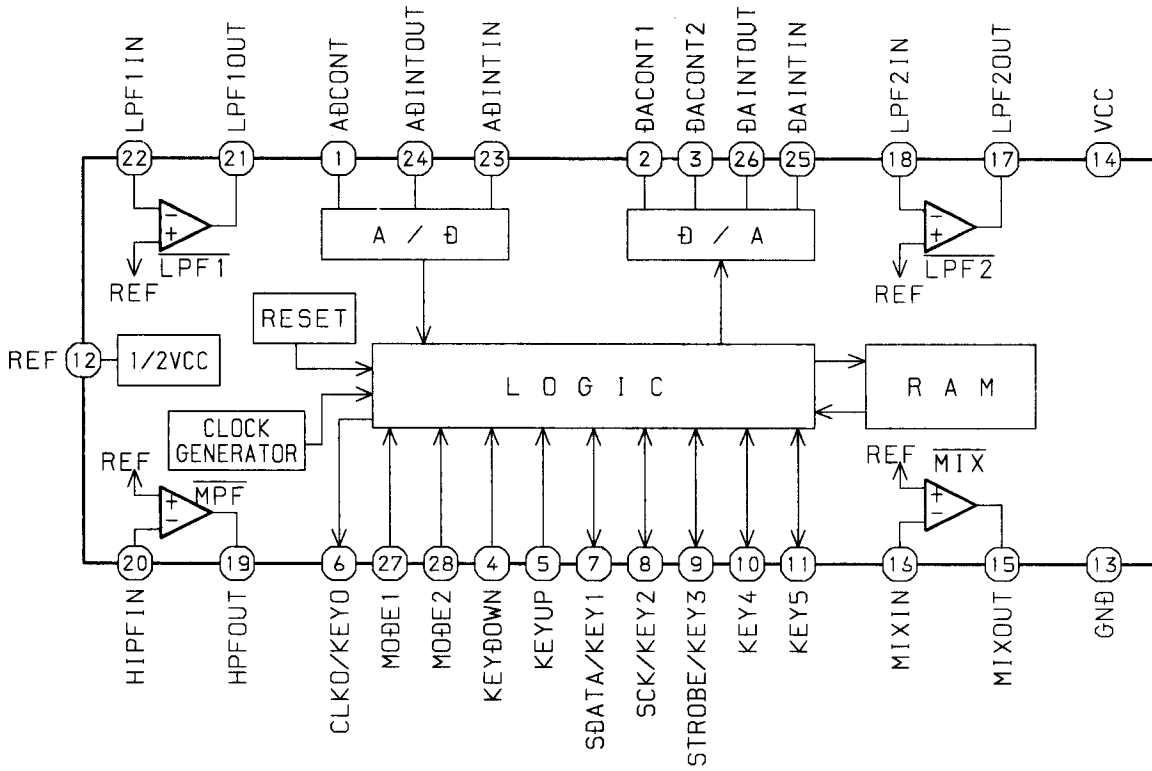 LPF1IN
LPF1OUT
ADCONT
ADINTOUT
ADINTIN
DACONT1
DACONT2
DAINTOUT
DAINTIN
LPF2IN
LPF2OUT
VCC
22
21
1
24
23
2
3
26
25
18
17
14
A / D
D / A
LPF1
LPF2
REF
REF
RESET
REF
12
1/2VCC
LOGIC
RAM
CLOCK
GENERATOR
REF
MPF
REF
MIX
20
19
6
27
28
4
5
7
8
9
10
11
16
15
13
HIPFIN
HPFOUT
CLKO/KEY0
MODE1
MODE2
KEYDOWN
KEYUP
SDATA/KEY1
SCK/KEY2
STROBE/KEY3
KEY4
KEY5
MIXIN
MIXOUT
GND